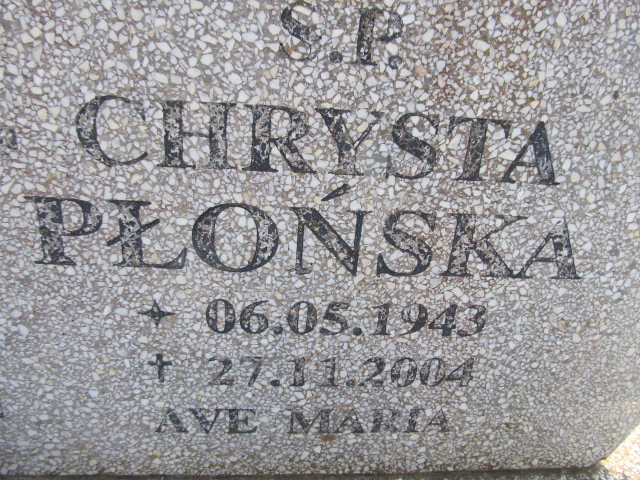 S.P.
CHRYSTA
PŁOŃSKA
✦ 06.05.1943
✝ 27.11.2004
AVE MARIA